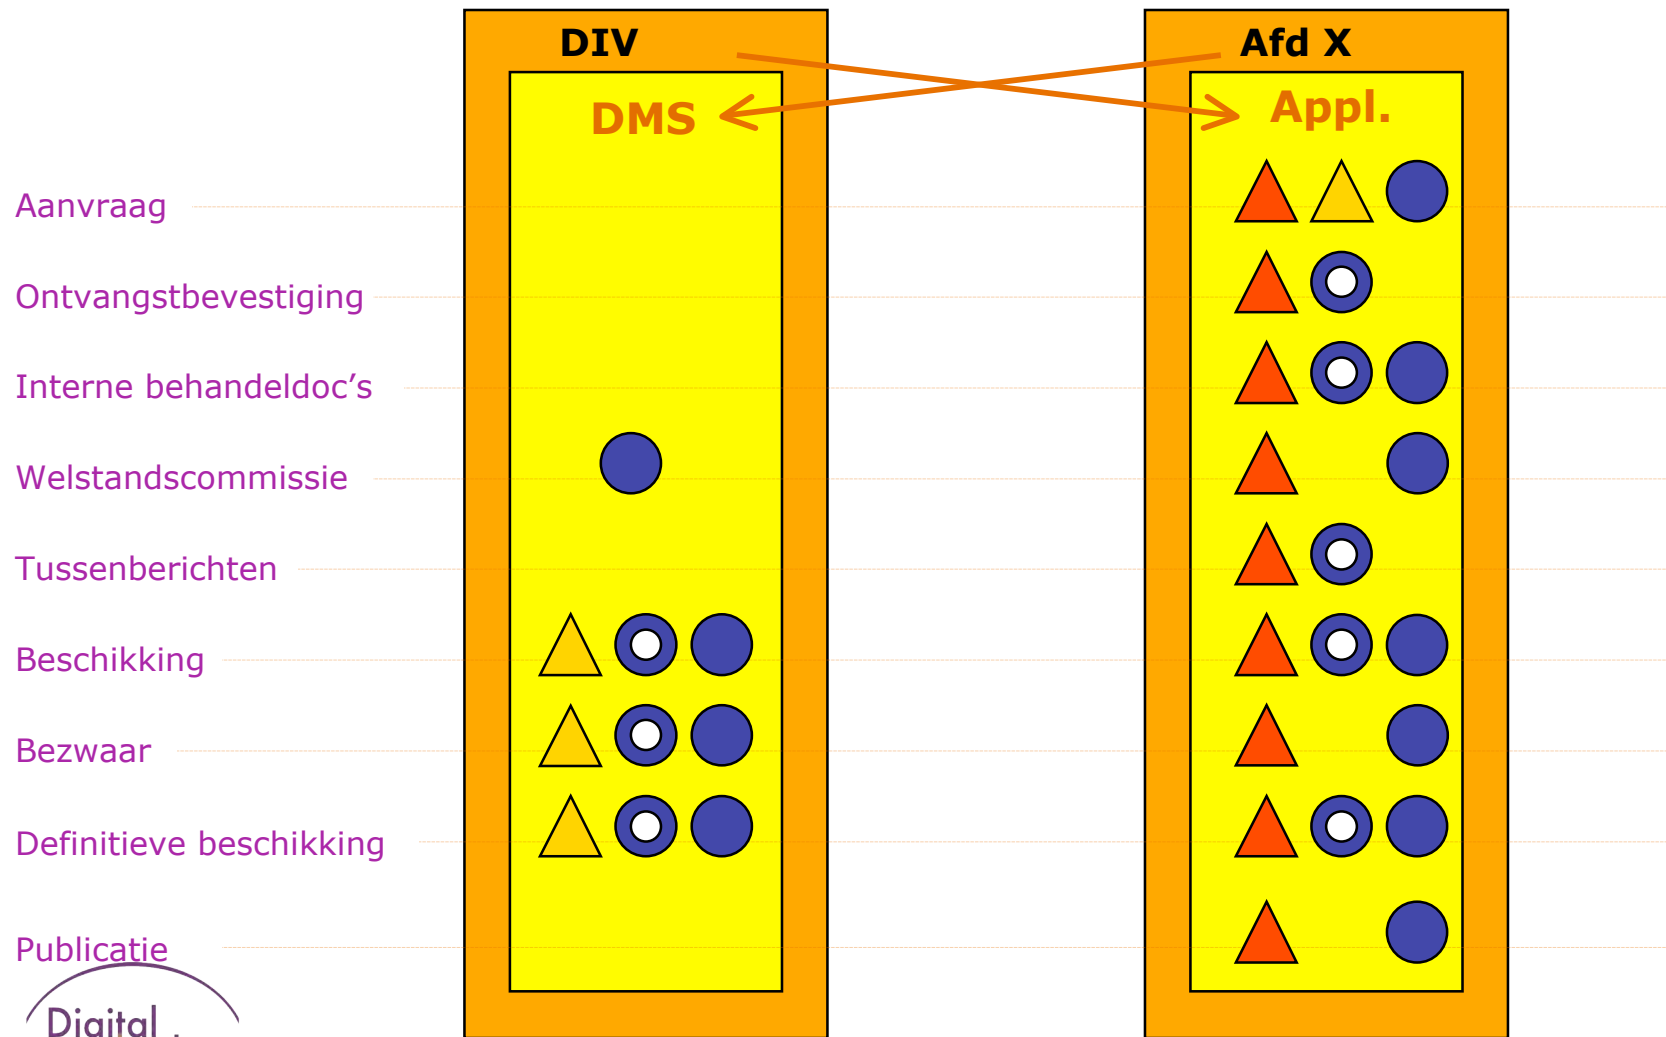 DIV
Afd X
DMS
Appl.
Aanvraag
Ontvangstbevestiging
Interne behandeldoc’s
Welstandscommissie
Tussenberichten
Beschikking
Bezwaar
Definitieve beschikking
Publicatie
Digital